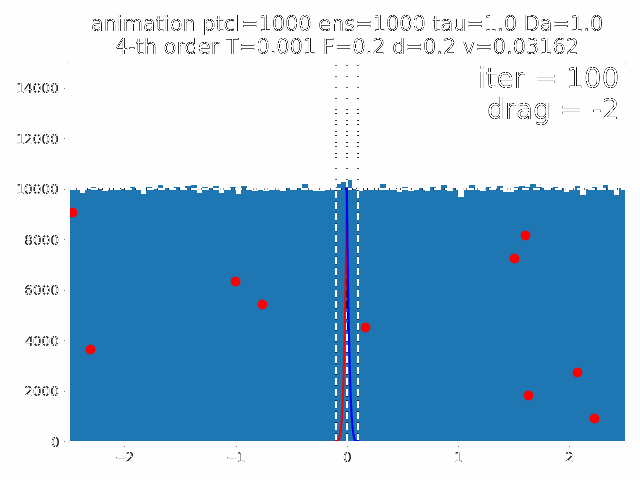 animation ptcl=1000 ens=1000 tau=1.0 Da=1.0
4-th order T=0.001 F=0.2 d=0.2 v=0.03162
iter = 100
drag = -2
14000
12000
10000
8000
6000
4000
2000
0
−2 −1 0 1 2